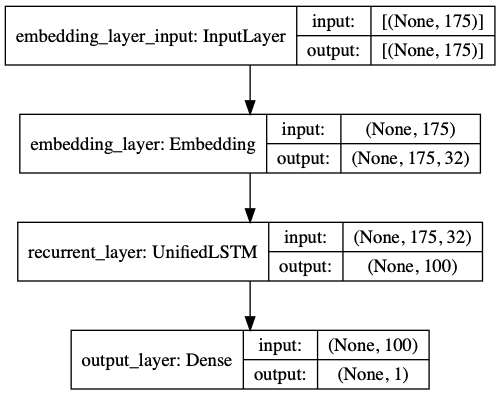 embedding_layer_input: InputLayer
input: [(None, 175)]
output: [(None, 175)]
embedding_layer: Embedding
input: (None, 175)
output: (None, 175, 32)
recurrent_layer: UnifiedLSTM
input: (None, 175, 32)
output: (None, 100)
output_layer: Dense
input: (None, 100)
output: (None, 1)